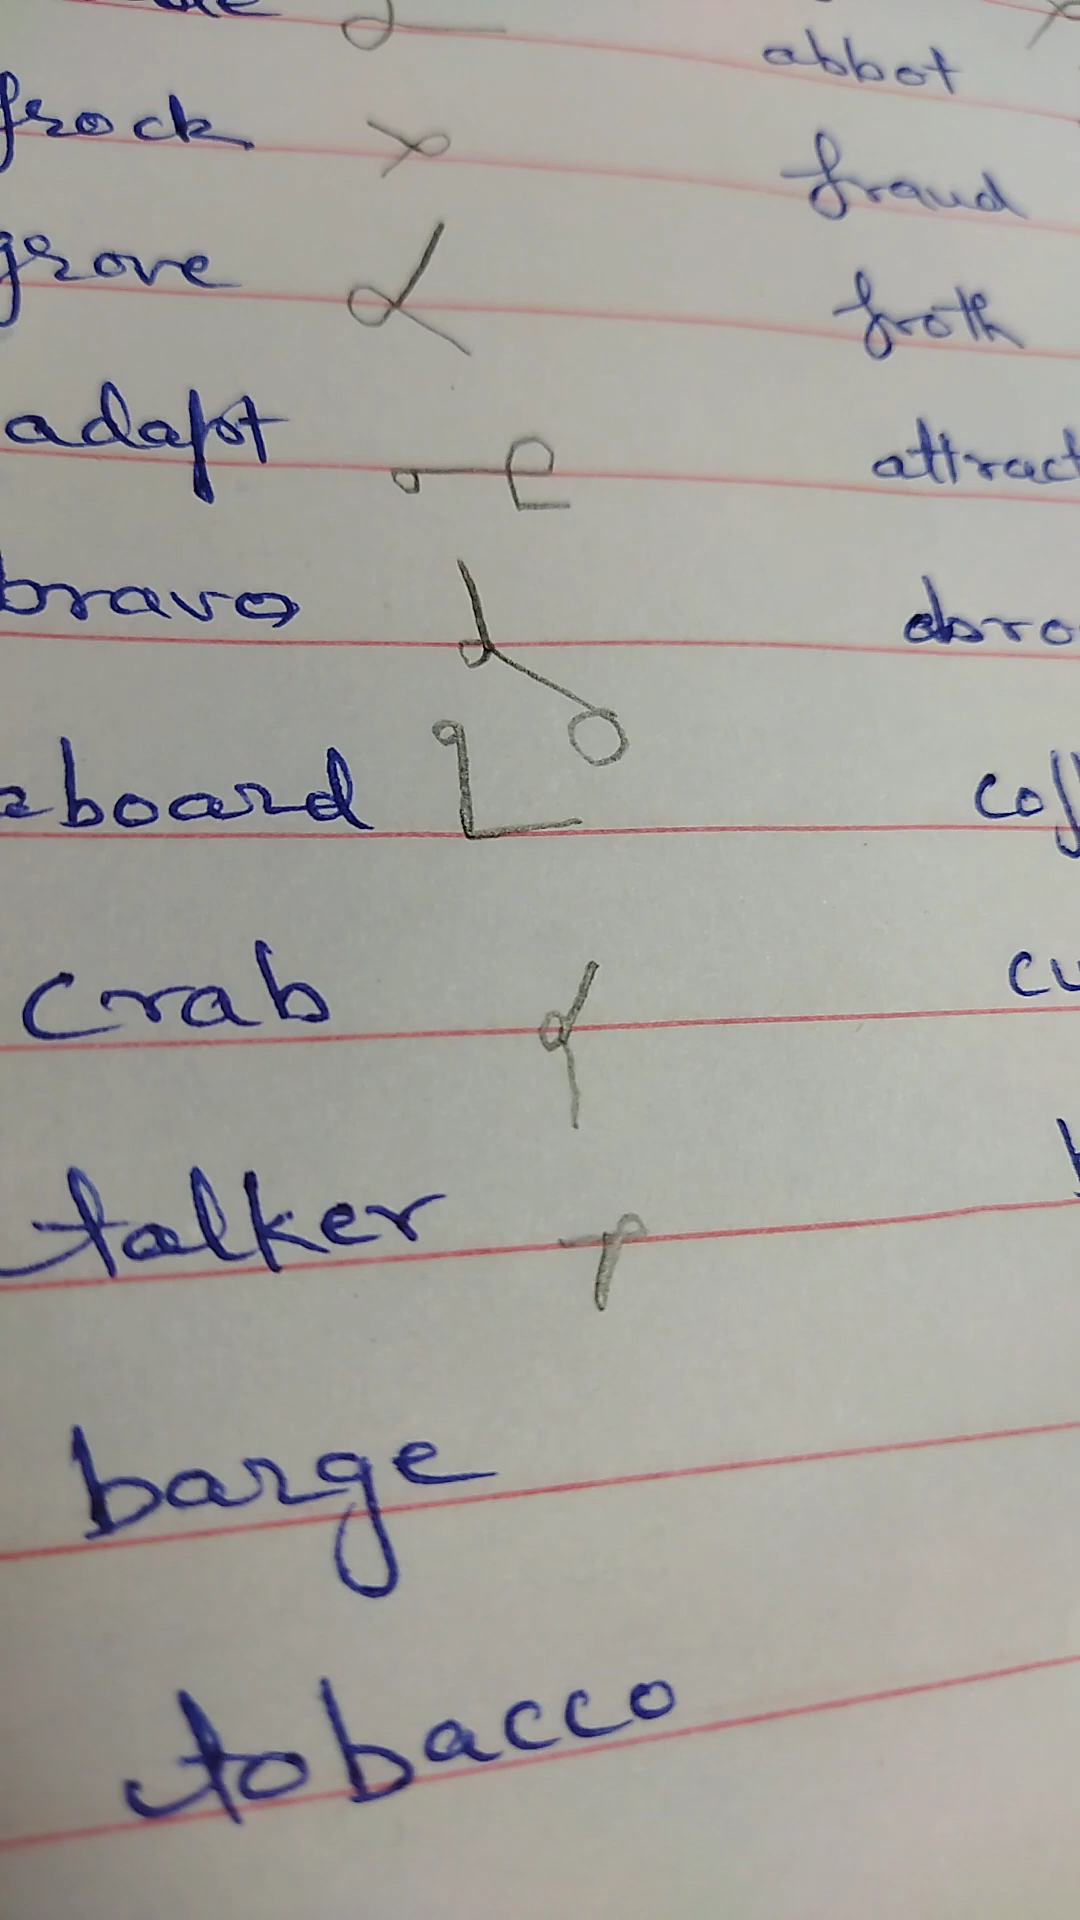 frock
abbot
grove
fraud
adapt
froth
bravo
attract
aboard
crab
talker
barge
tobacco